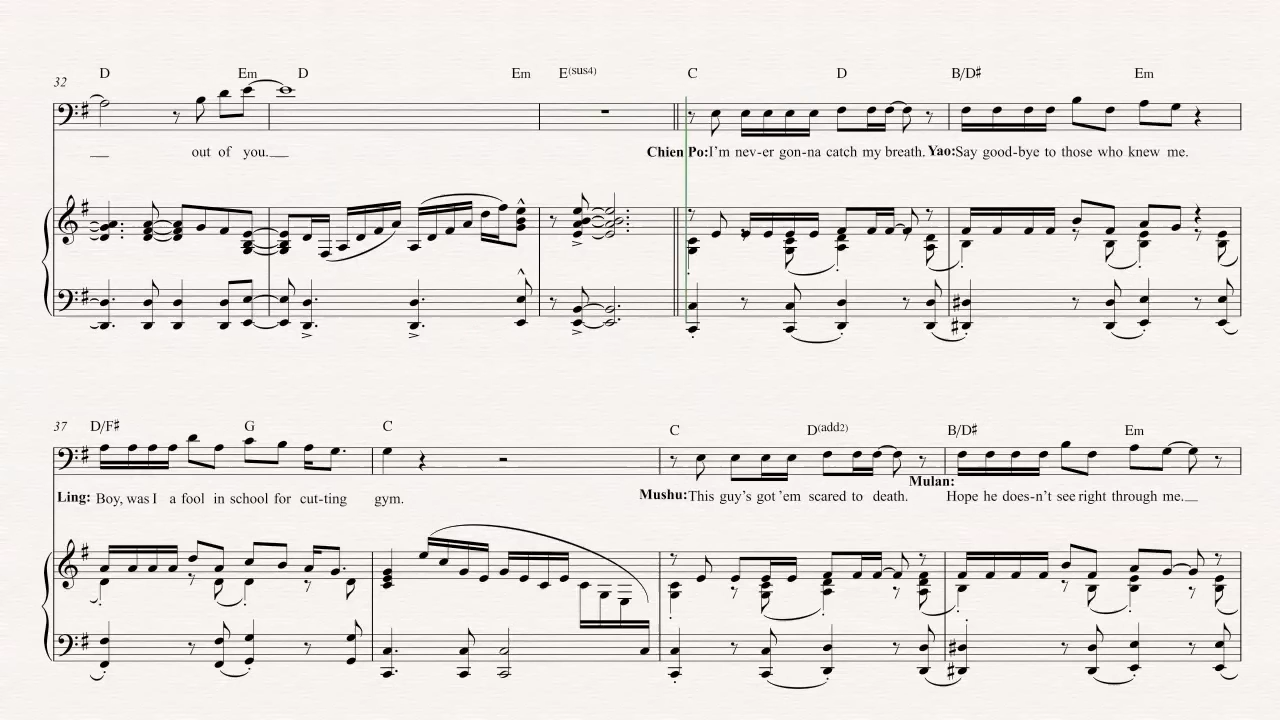 32 D Em D Em E(sus4) C D B/D♯ Em
out of you. Chien Po:I'm nev-er gon-na catch my breath. Yao:Say good-bye to those who knew me.
37 D/F♯ G C C D(add2) B/D♯ Em
Ling: Boy, was I a fool in school for cut-ting gym. Mushu:This guy's got 'em scared to death. Mulan: Hope he does-n't see right through me.